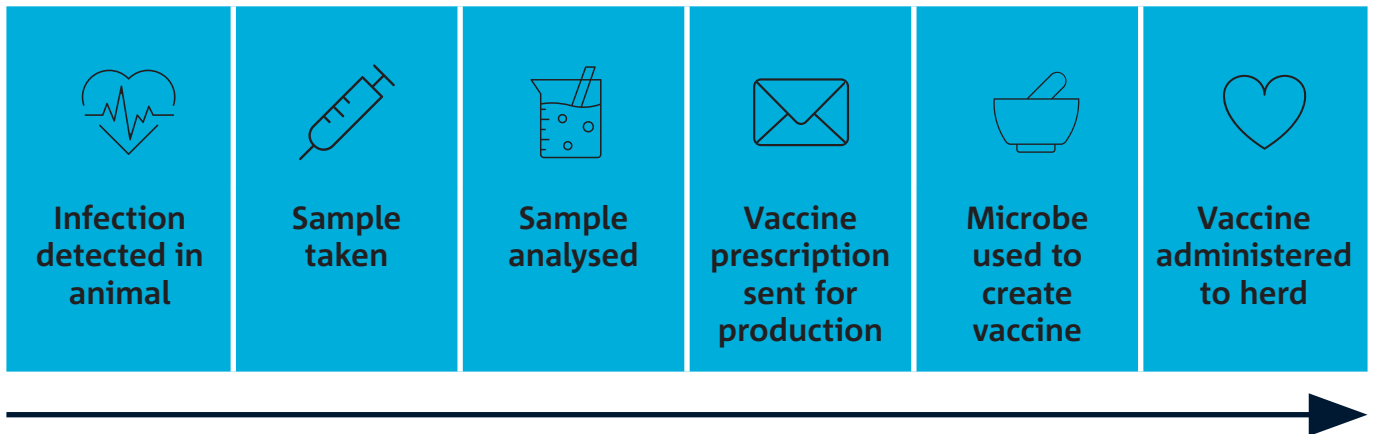 Infection
detected in
animal
Sample
taken
Sample
analysed
Vaccine
prescription
sent for
production
Microbe
used to
create
vaccine
Vaccine
administered
to herd